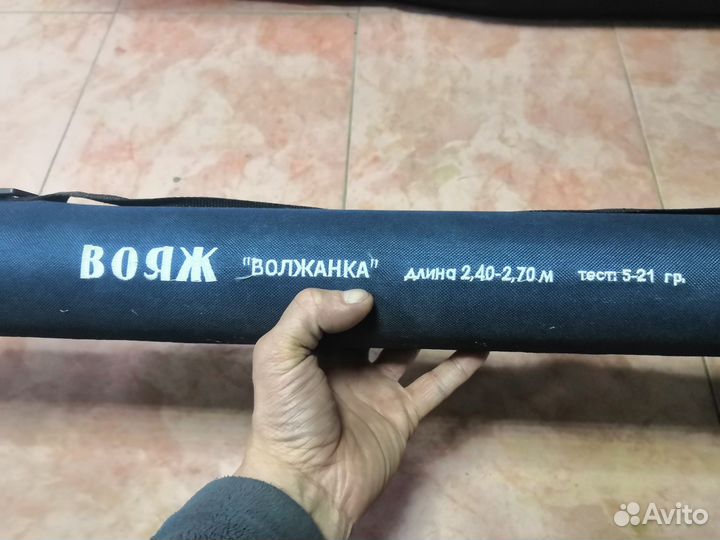 ВОЯЖ "ВОЛЖАНКА" длина 2,40-2,70 м тест: 5-21 гр.
Avito